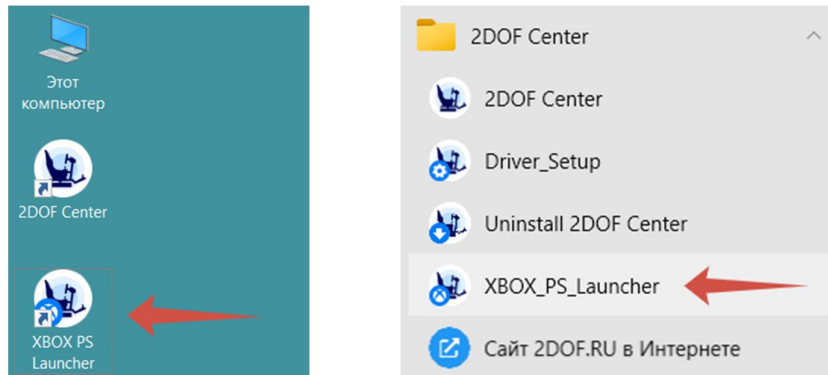 Этот
компьютер
2DOF Center
XBOX PS
Launcher
2DOF Center
2DOF Center
Driver_Setup
Uninstall 2DOF Center
XBOX_PS_Launcher
Сайт 2DOF.RU в Интернете